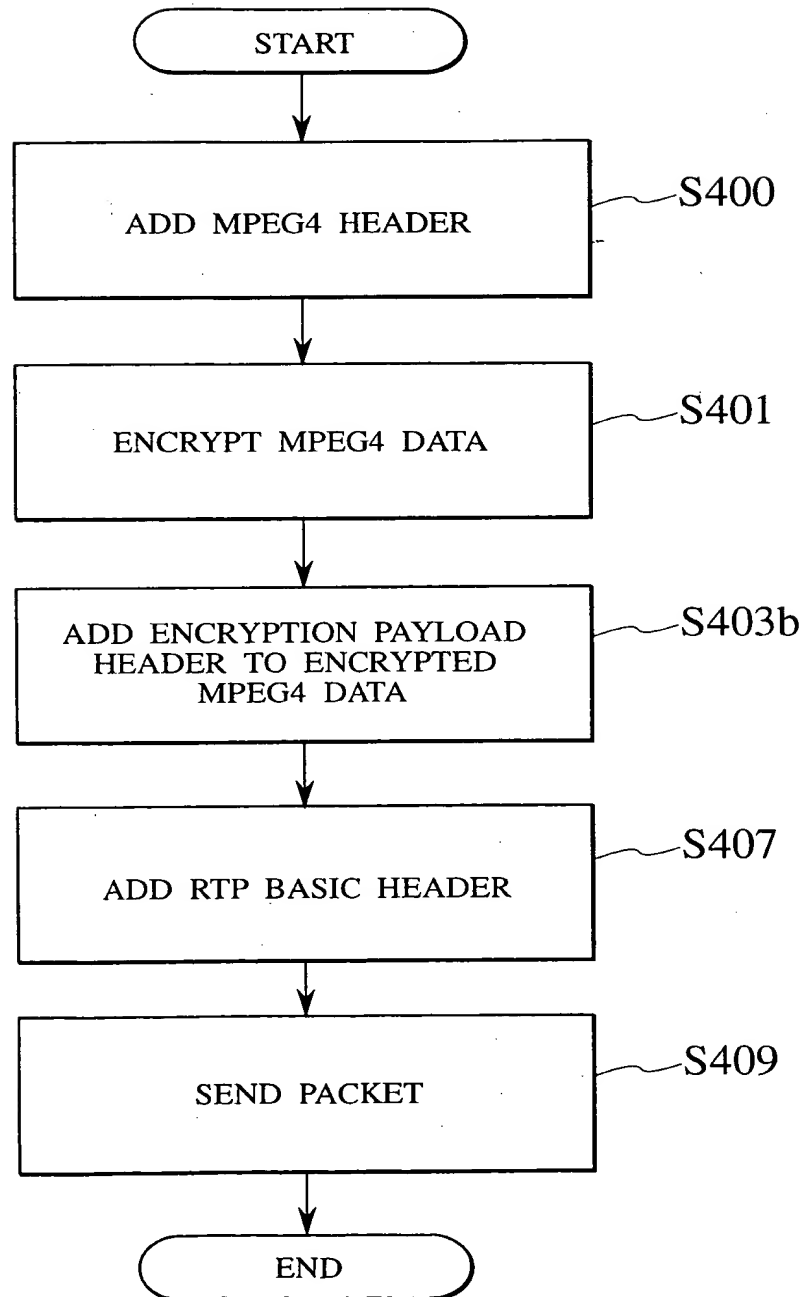 START
ADD MPEG4 HEADER
S400
ENCRYPT MPEG4 DATA
S401
ADD ENCRYPTION PAYLOAD
HEADER TO ENCRYPTED
MPEG4 DATA
S403b
ADD RTP BASIC HEADER
S407
SEND PACKET
S409
END